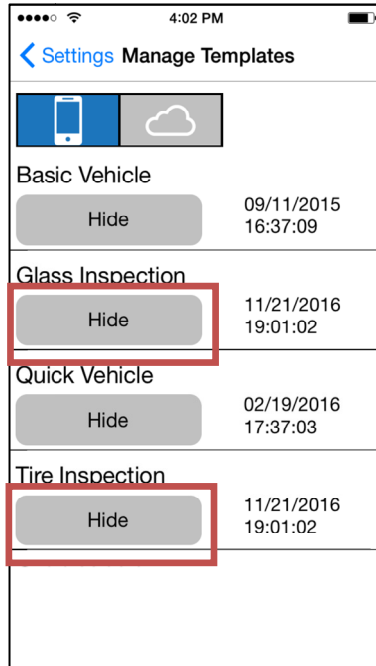 4:02 PM
Settings Manage Templates
Basic Vehicle
Hide
09/11/2015
16:37:09
Glass Inspection
Hide
11/21/2016
19:01:02
Quick Vehicle
Hide
02/19/2016
17:37:03
Tire Inspection
Hide
11/21/2016
19:01:02